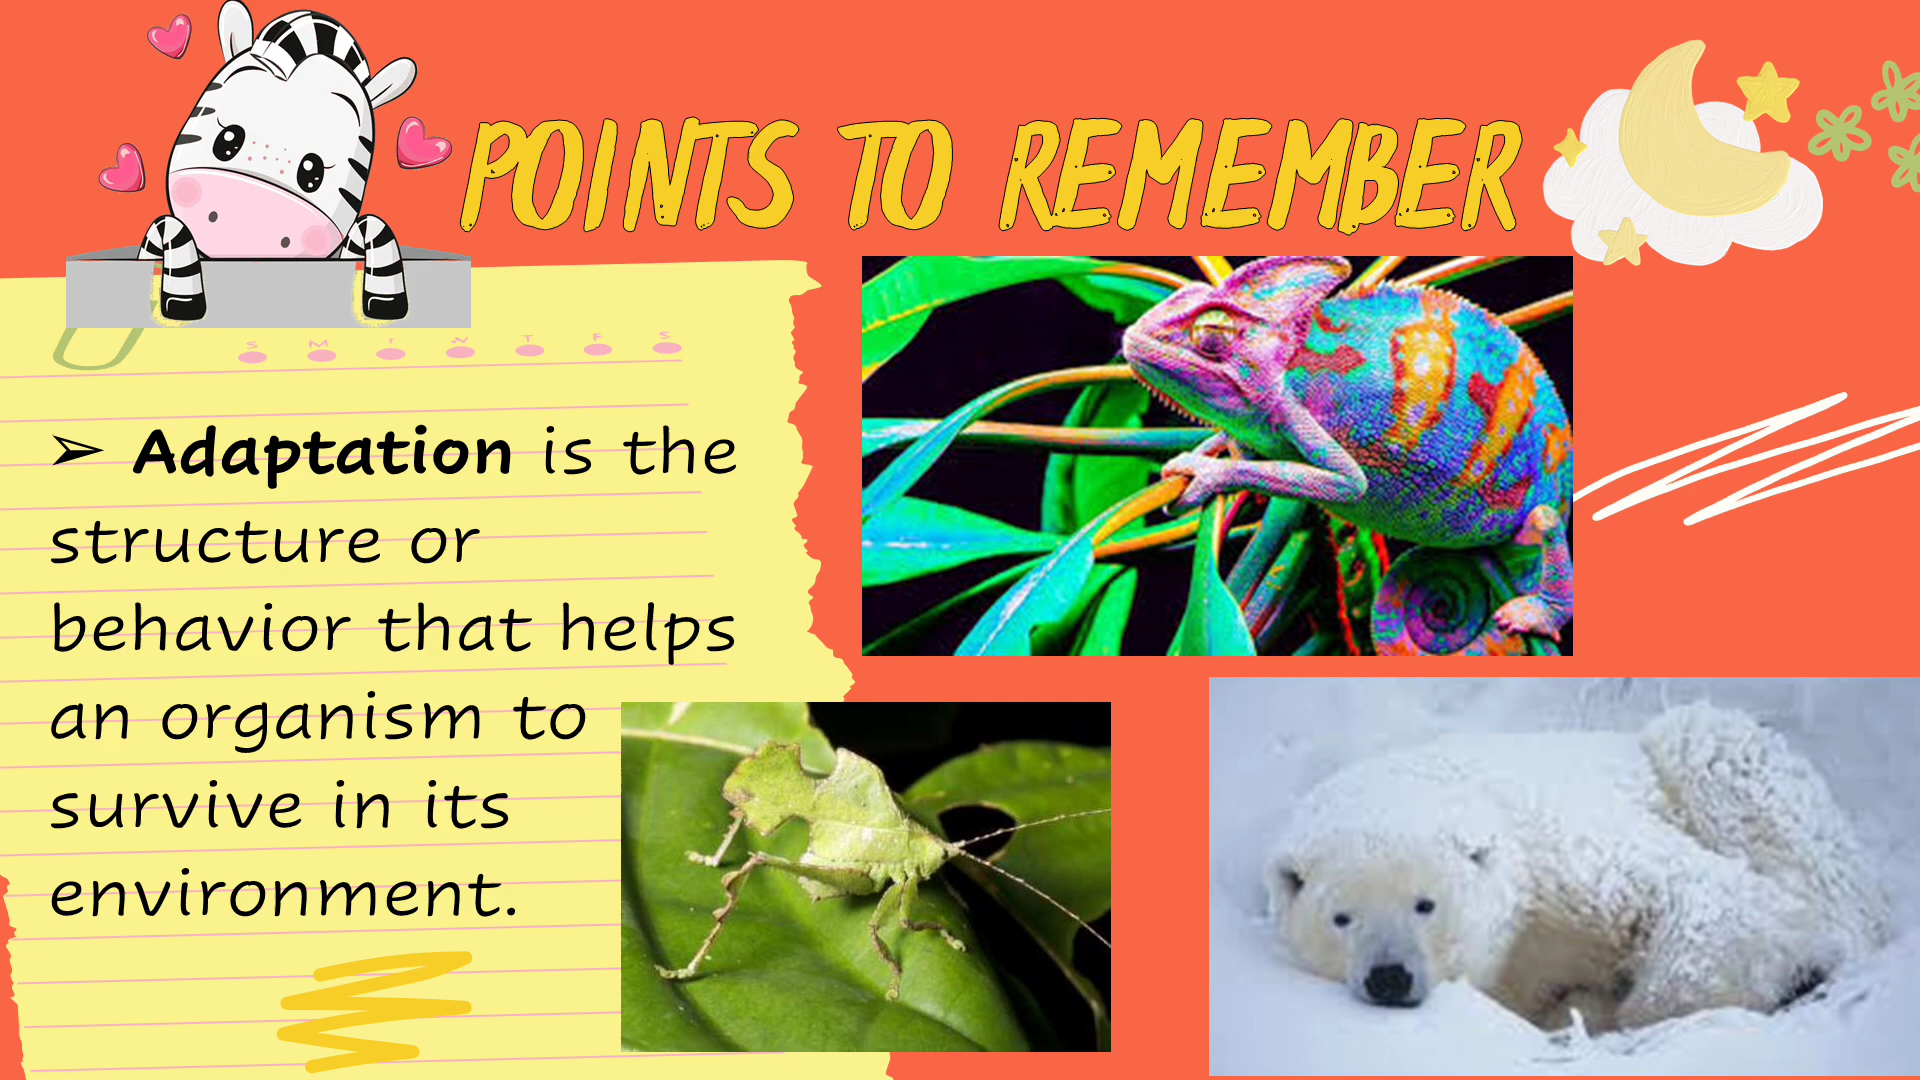 POINTS TO REMEMBER
S M T W T F S
➢ Adaptation is the
structure or
behavior that helps
an organism to
survive in its
environment.